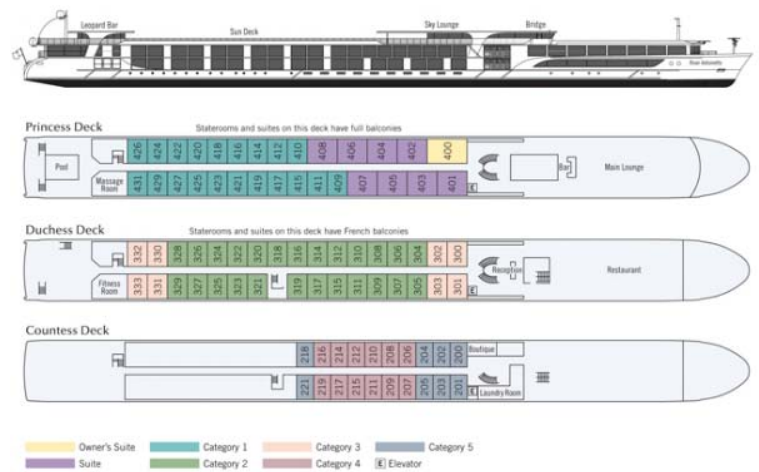 Leopard Bar
Sun Deck
Sky Lounge
Bridge
River Antoinette
Princess Deck
Staterooms and suites on this deck have full balconies
426 424 422 420 418 416 414 412 410 408 406 404 402 400
Pool
Bar
Main Lounge
Massage
Room
431 429 427 425 423 421 419 417 415 411 409 407 405 403 401
E
Duchess Deck
Staterooms and suites on this deck have French balconies
332 330 328 326 324 322 320 318 316 314 312 310 308 306 304 302 300
Reception
Restaurant
Fitness
Room
333 331 329 327 325 323 321 319 317 315 311 309 307 305 303 301
E
Countess Deck
218 216 214 212 210 208 206 204 202 200
Boutique
221 219 217 215 211 209 207 205 203 201
E
Laundry Room
Owner's Suite
Category 1
Category 3
Category 5
Suite
Category 2
Category 4
E Elevator